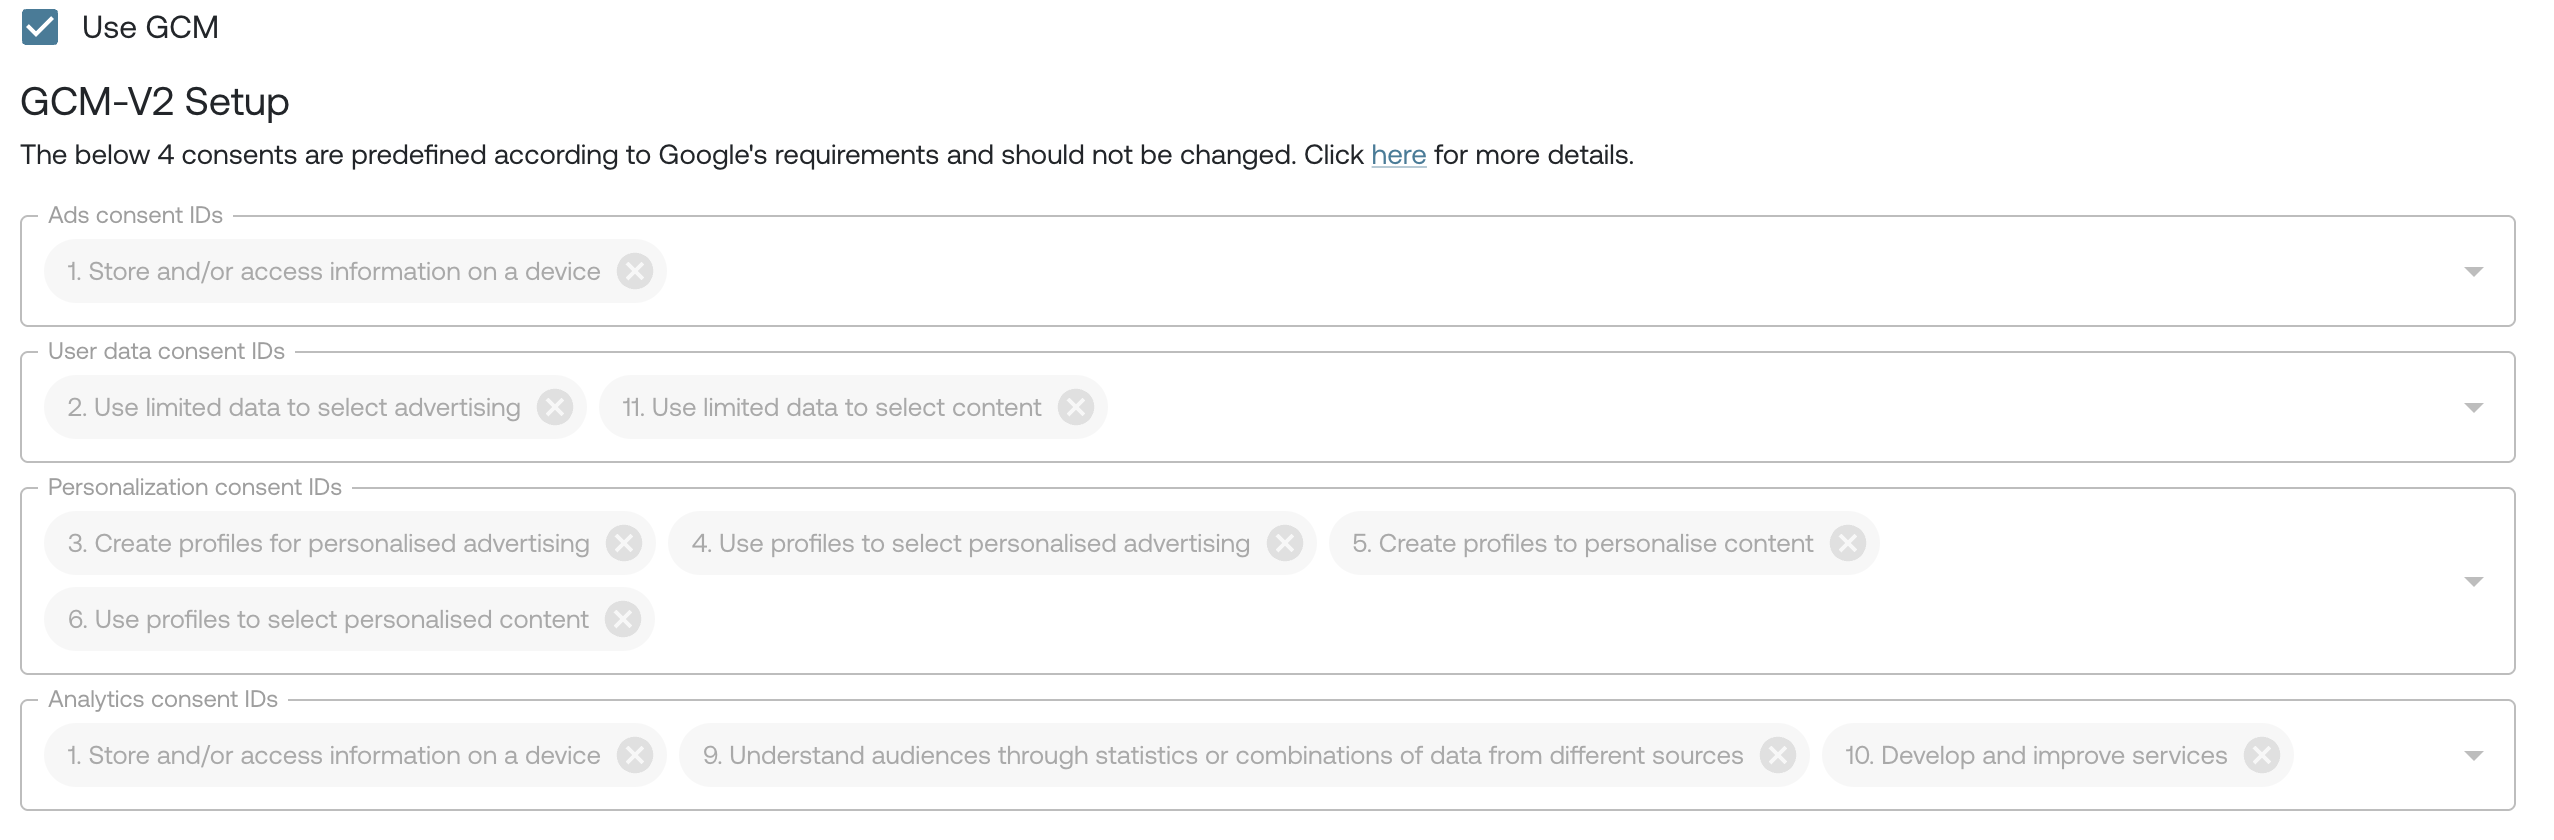 Use GCM
GCM-V2 Setup
The below 4 consents are predefined according to Google's requirements and should not be changed. Click here for more details.
Ads consent IDs
1. Store and/or access information on a device
User data consent IDs
2. Use limited data to select advertising 11. Use limited data to select content
Personalization consent IDs
3. Create profiles for personalised advertising 4. Use profiles to select personalised advertising 5. Create profiles to personalise content
6. Use profiles to select personalised content
Analytics consent IDs
1. Store and/or access information on a device 9. Understand audiences through statistics or combinations of data from different sources 10. Develop and improve services